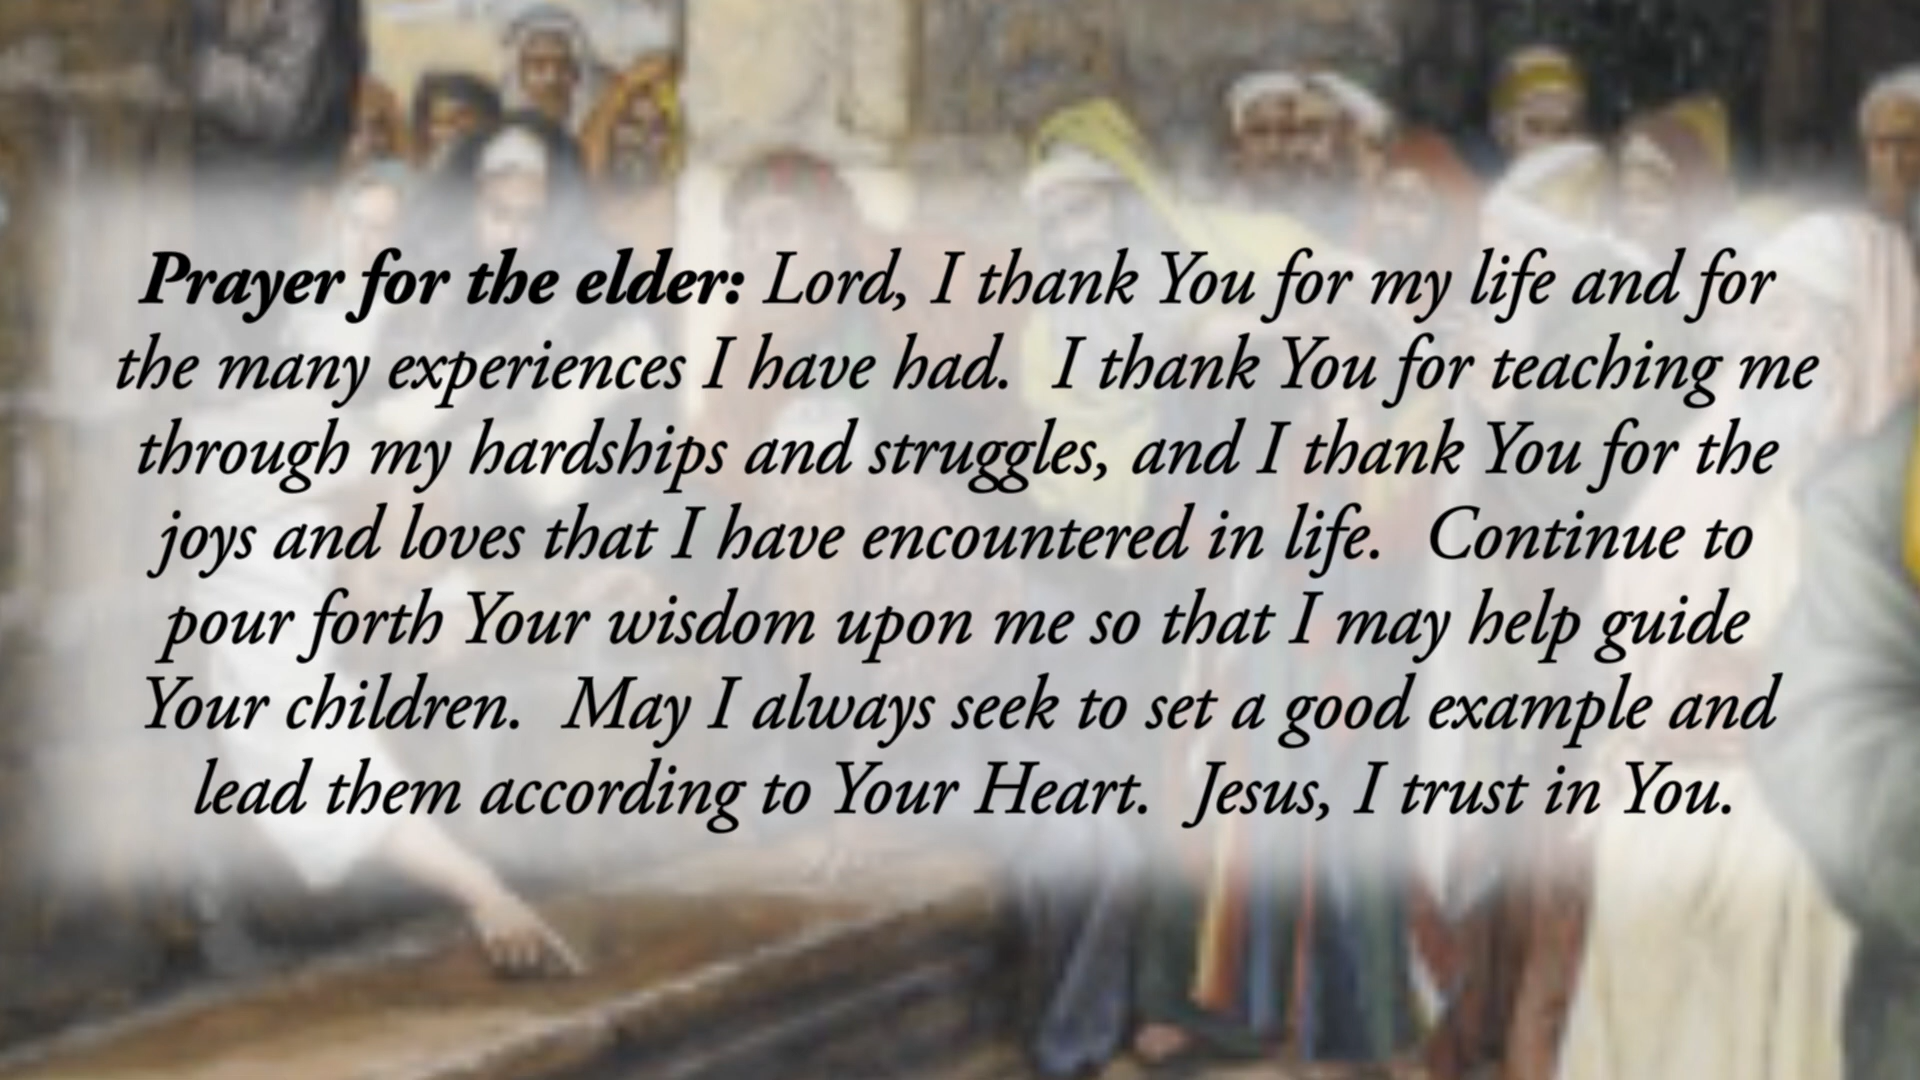 Prayer for the elder: Lord, I thank You for my life and for
the many experiences I have had.  I thank You for teaching me
through my hardships and struggles, and I thank You for the
joys and loves that I have encountered in life.  Continue to
pour forth Your wisdom upon me so that I may help guide
Your children.  May I always seek to set a good example and
lead them according to Your Heart.  Jesus, I trust in You.